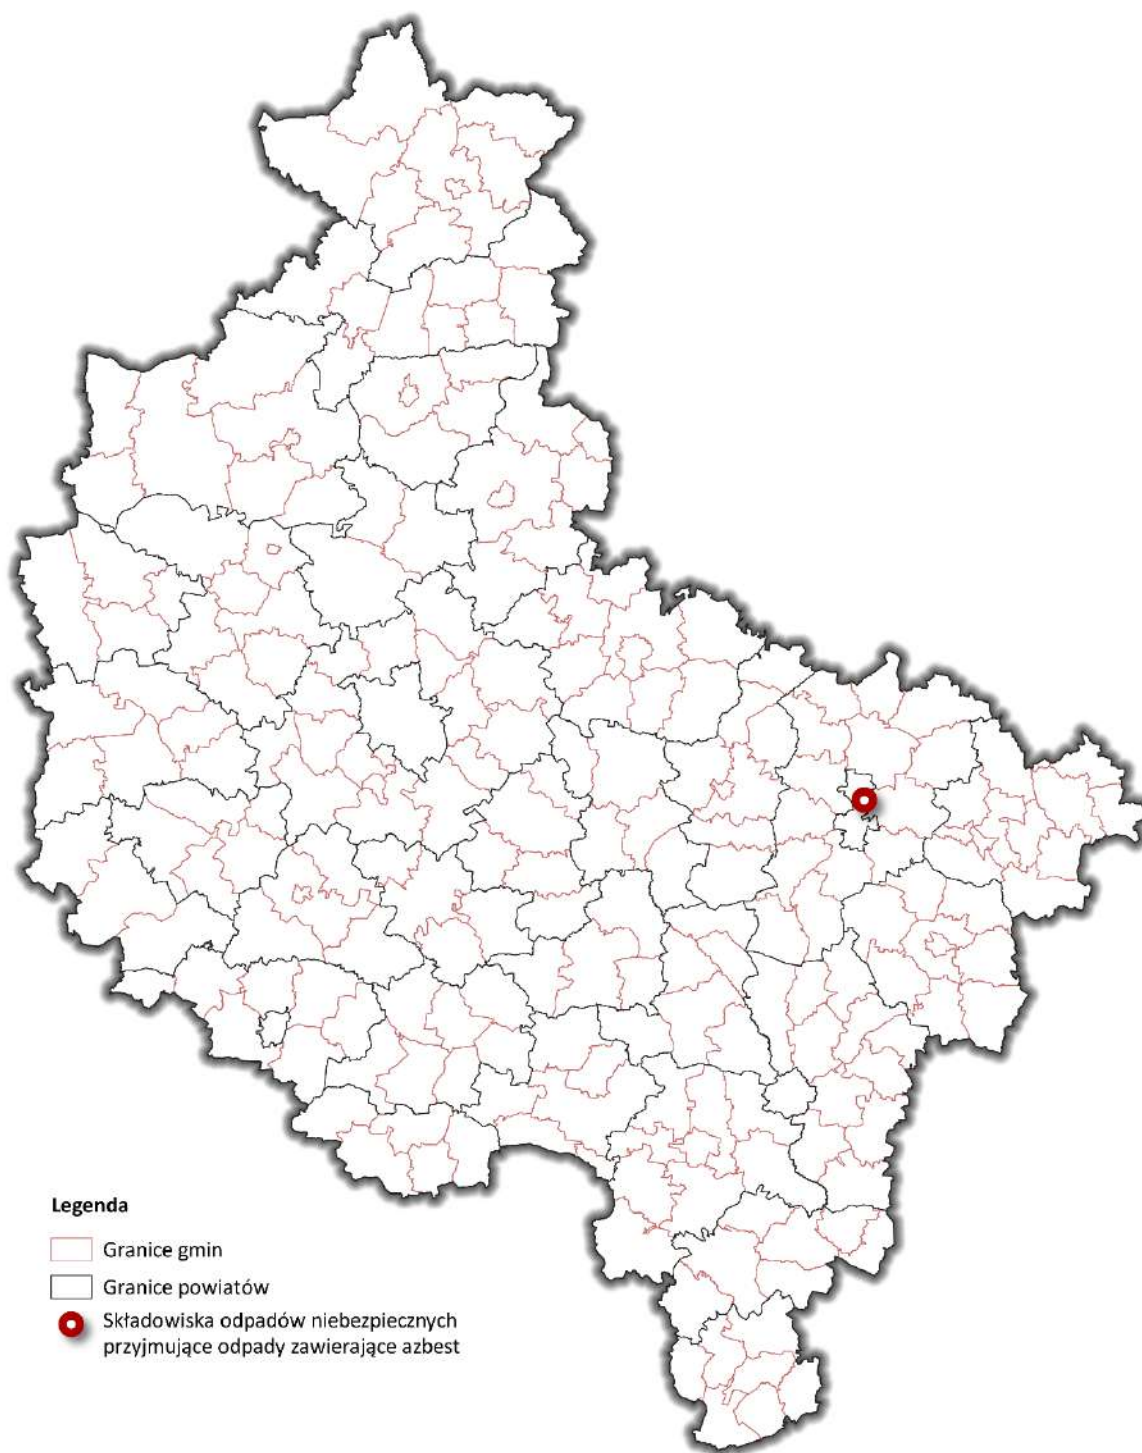 Legenda
Granice gmin
Granice powiatów
Składowiska odpadów niebezpiecznych
przyjmujące odpady zawierające azbest